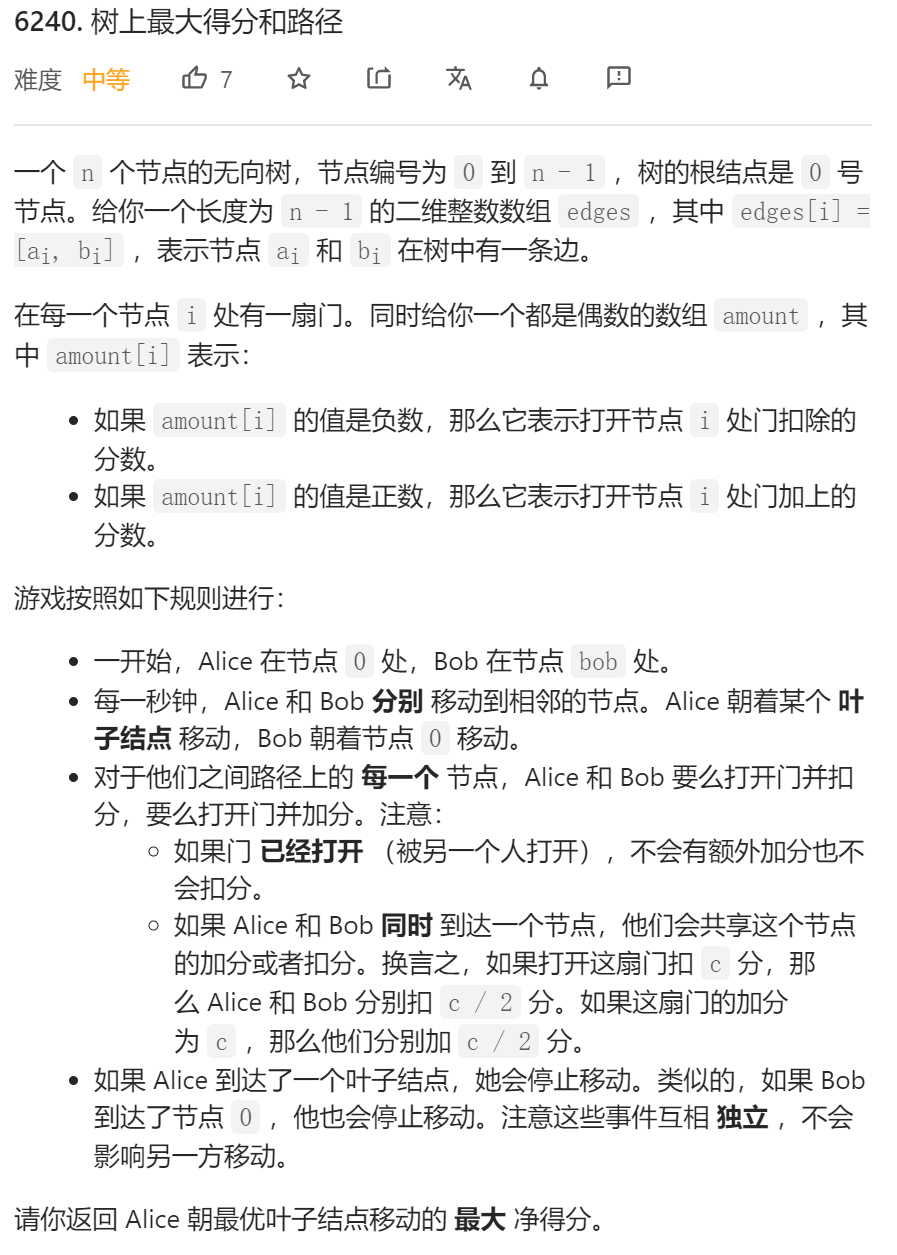 6240. 树上最大得分和路径
难度 中等 7
一个 n 个节点的无向树，节点编号为 0 到 n - 1 ，树的根结点是 0 号
节点。给你一个长度为 n - 1 的二维整数数组 edges ，其中 edges[i] =
[ai, bi] ，表示节点 ai 和 bi 在树中有一条边。
在每一个节点 i 处有一扇门。同时给你一个都是偶数的数组 amount ，其
中 amount[i] 表示：
• 如果 amount[i] 的值是负数，那么它表示打开节点 i 处门扣除的
分数。
• 如果 amount[i] 的值是正数，那么它表示打开节点 i 处门加上的
分数。
游戏按照如下规则进行：
• 一开始，Alice 在节点 0 处，Bob 在节点 bob 处。
• 每一秒钟，Alice 和 Bob 分别 移动到相邻的节点。Alice 朝着某个 叶
子结点 移动，Bob 朝着节点 0 移动。
• 对于他们之间路径上的 每一个 节点，Alice 和 Bob 要么打开门并扣
分，要么打开门并加分。注意：
○ 如果门 已经打开 （被另一个人打开），不会有额外加分也不
会扣分。
○ 如果 Alice 和 Bob 同时 到达一个节点，他们会共享这个节点
的加分或者扣分。换言之，如果打开这扇门扣 c 分，那
么 Alice 和 Bob 分别扣 c / 2 分。如果这扇门的加分
为 c ，那么他们分别加 c / 2 分。
• 如果 Alice 到达了一个叶子结点，她会停止移动。类似的，如果 Bob
到达了节点 0 ，他也会停止移动。注意这些事件互相 独立 ，不会
影响另一方移动。
请你返回 Alice 朝最优叶子结点移动的 最大 净得分。